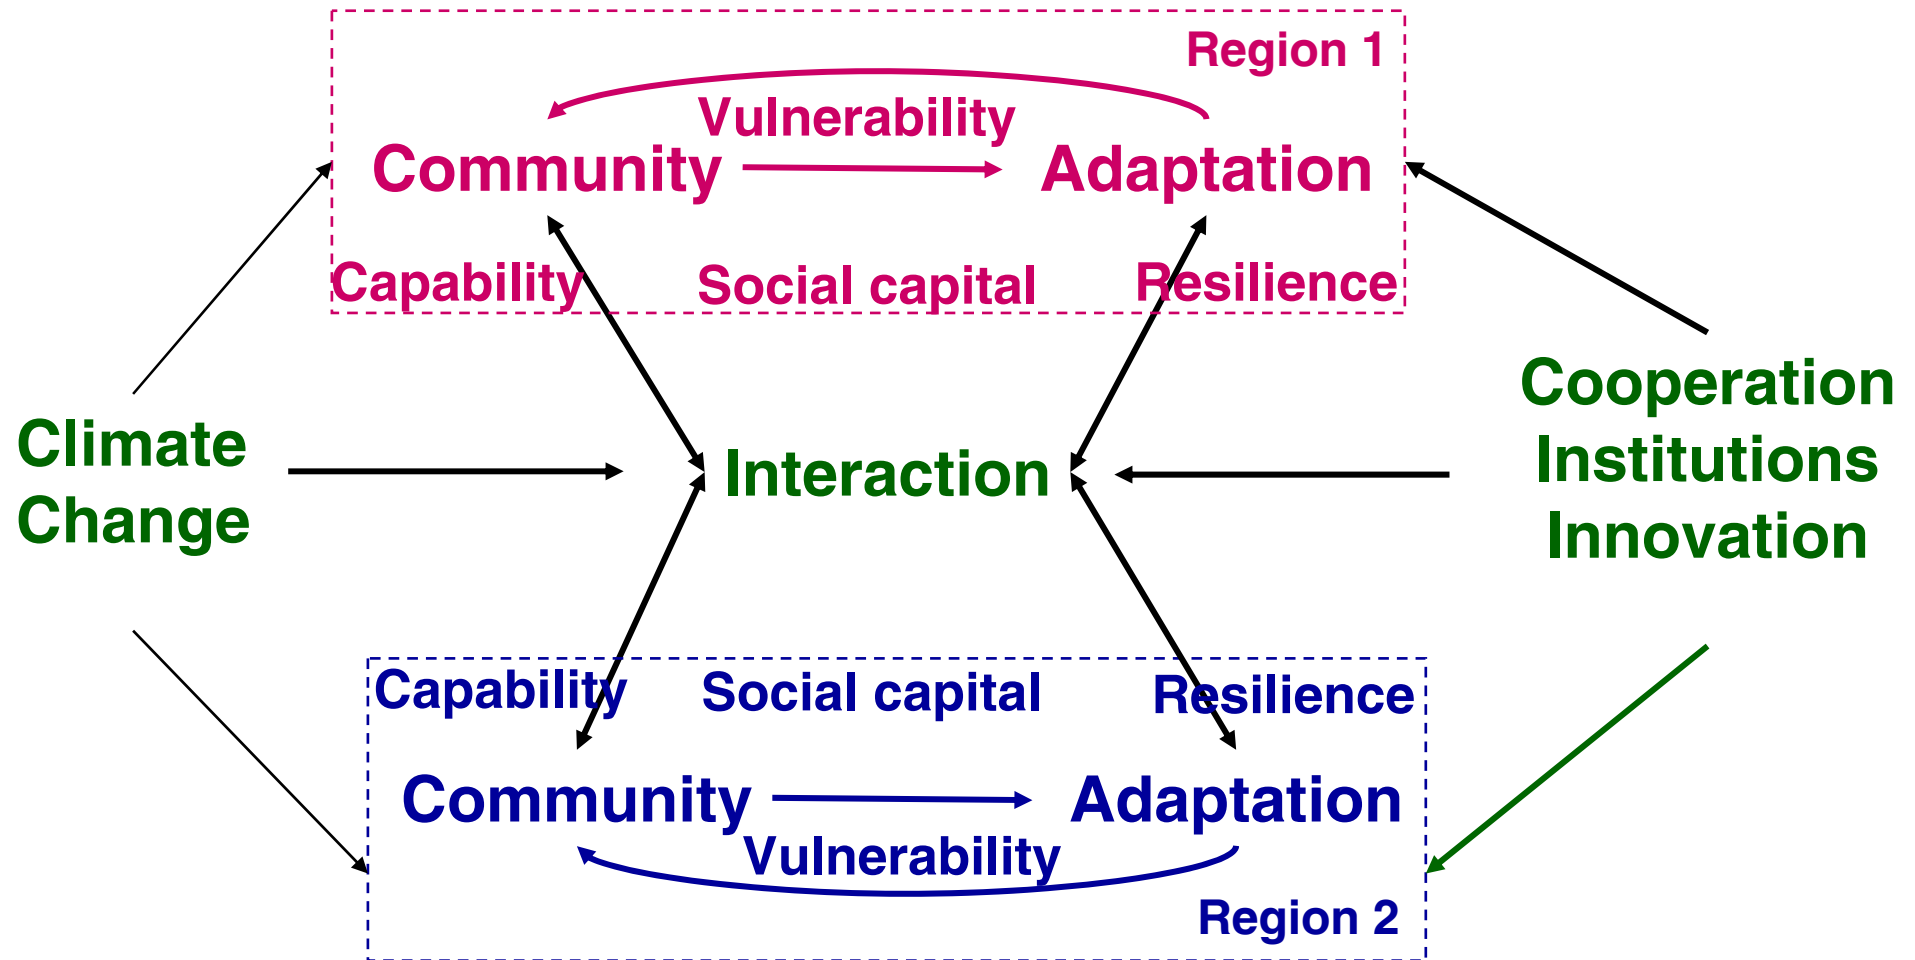 Region 1
Vulnerability
Community
Adaptation
Capability
Social capital
Resilience
Climate
Change
Interaction
Cooperation
Institutions
Innovation
Capability
Social capital
Resilience
Community
Adaptation
Vulnerability
Region 2